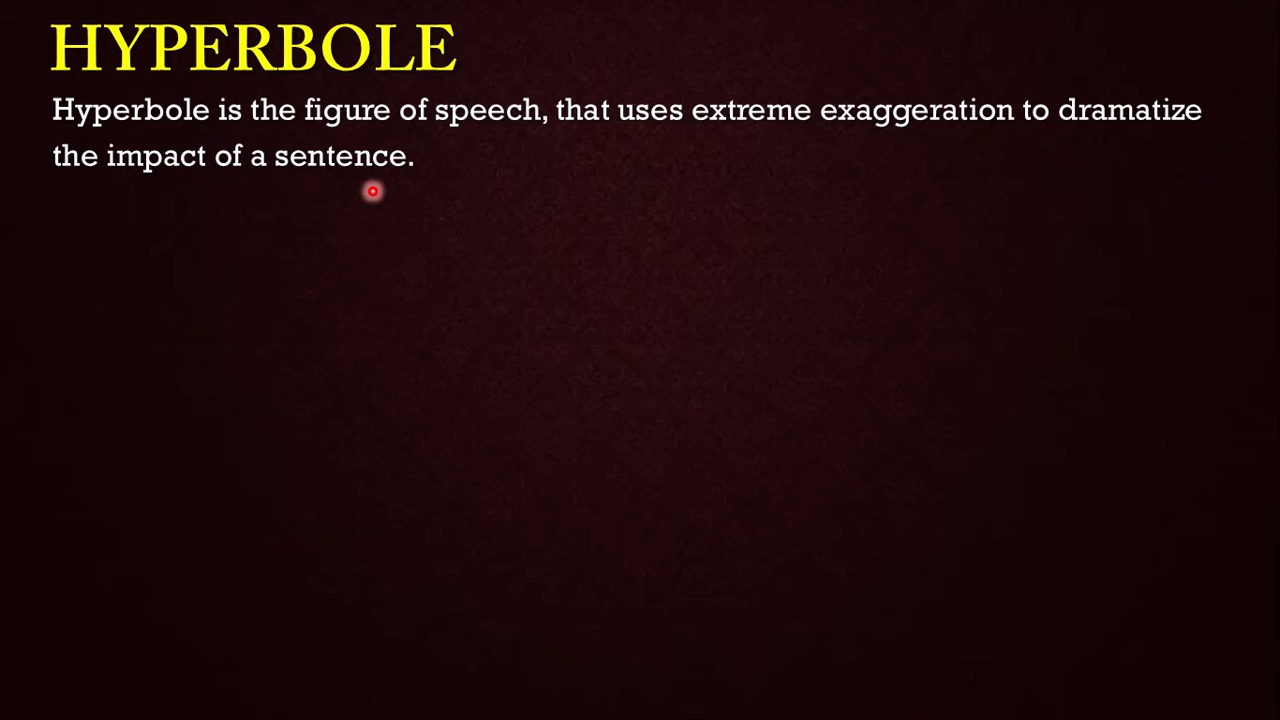 HYPERBOLE
Hyperbole is the figure of speech, that uses extreme exaggeration to dramatize
the impact of a sentence.